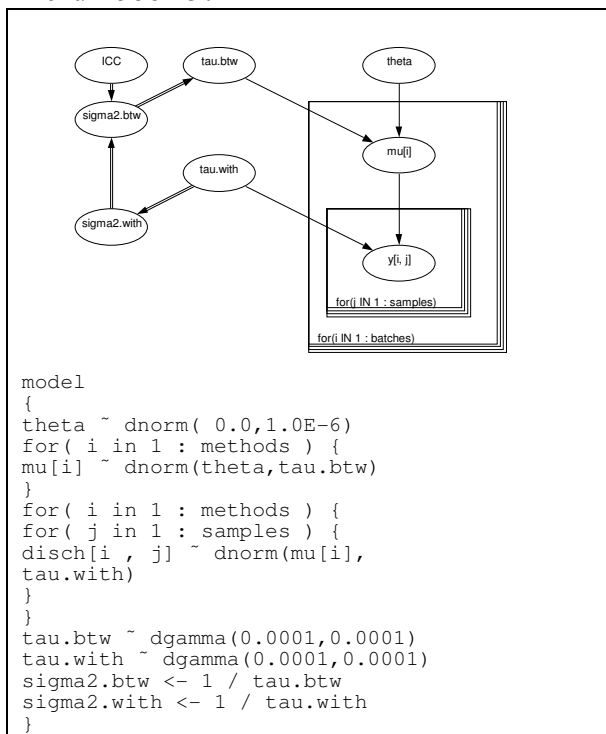 ICC
tau.btw
theta
sigma2.btw
mu[i]
tau.with
sigma2.with
y[i, j]
for(j IN 1 : samples)
for(i IN 1 : batches)
model
{
theta ~ dnorm( 0.0,1.0E-6)
for( i in 1 : methods ) {
mu[i] ~ dnorm(theta,tau.btw)
}
for( i in 1 : methods ) {
for( j in 1 : samples ) {
disch[i , j] ~ dnorm(mu[i],
tau.with)
}
}
tau.btw ~ dgamma(0.0001,0.0001)
tau.with ~ dgamma(0.0001,0.0001)
sigma2.btw <- 1 / tau.btw
sigma2.with <- 1 / tau.with
}